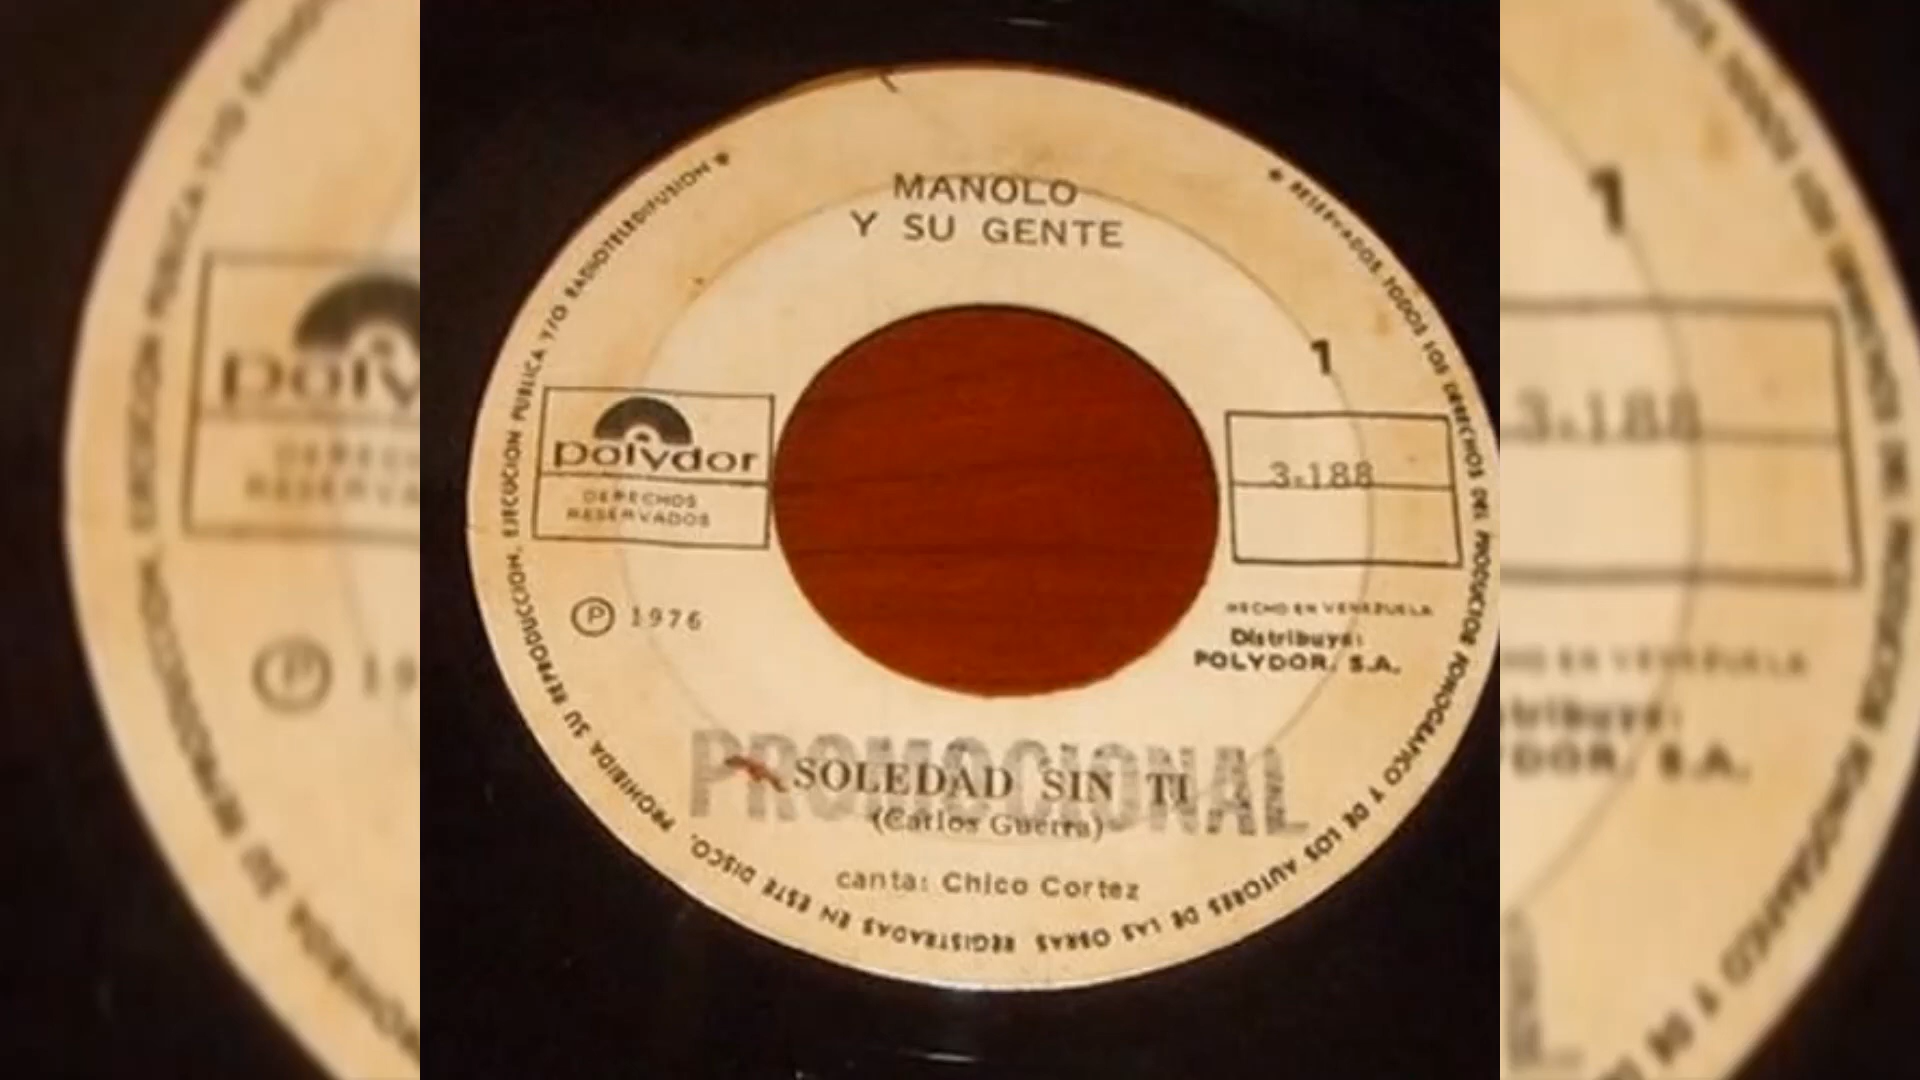 MANOLO
Y SU GENTE
1
polydor
DERECHOS
RESERVADOS
3-188
Ⓟ 1976
HECHO EN VENEZUELA
Distribuye:
POLYDOR, S.A.
PROMOCIONAL
SOLEDAD SIN TI
(Carlos Guerra)
canta: Chico Cortez
* RESERVADOS TODOS LOS DERECHOS DEL PRODUCTOR FONOGRAFICO Y DE LOS AUTORES DE LAS OBRAS REGISTRADAS EN ESTE DISCO. PROHIBIDA SU REPRODUCCION, EJECUCION PUBLICA Y/O RADIOTELEDIFUSION *